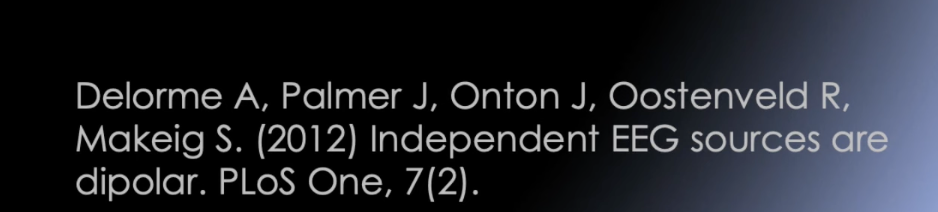 Delorme A, Palmer J, Onton J, Oostenveld R,
Makeig S. (2012) Independent EEG sources are
dipolar. PLoS One, 7(2).